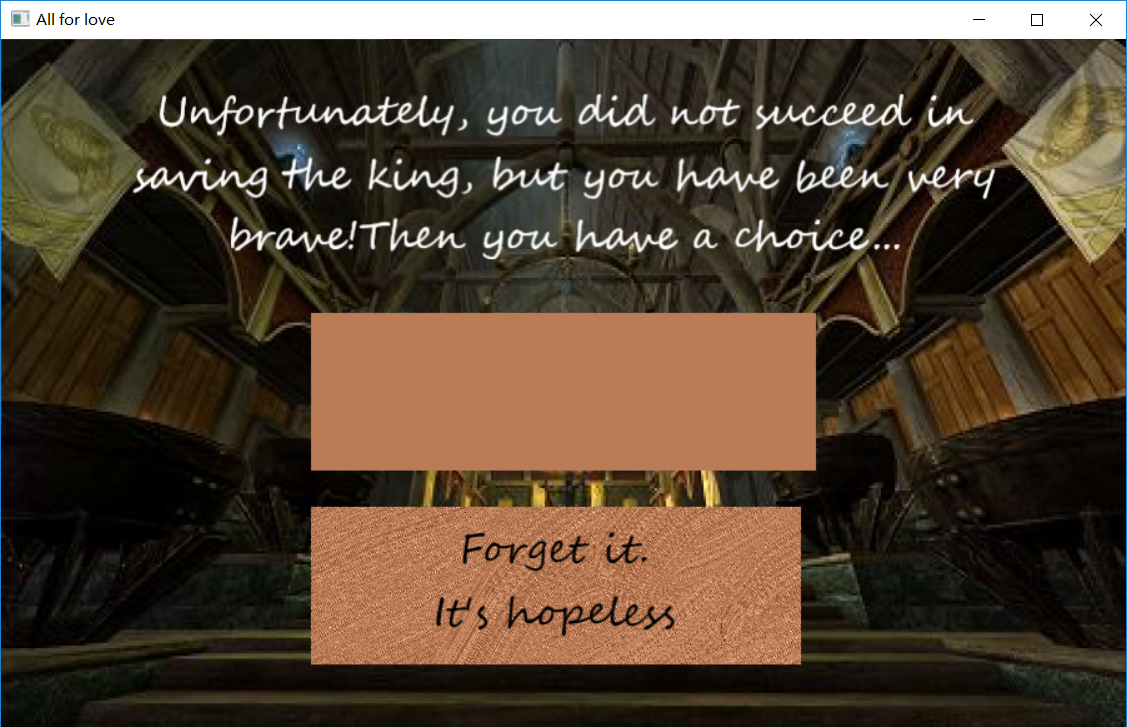 All for love
Unfortunately, you did not succeed in
saving the king, but you have been very
brave!Then you have a choice...
Forget it.
It's hopeless